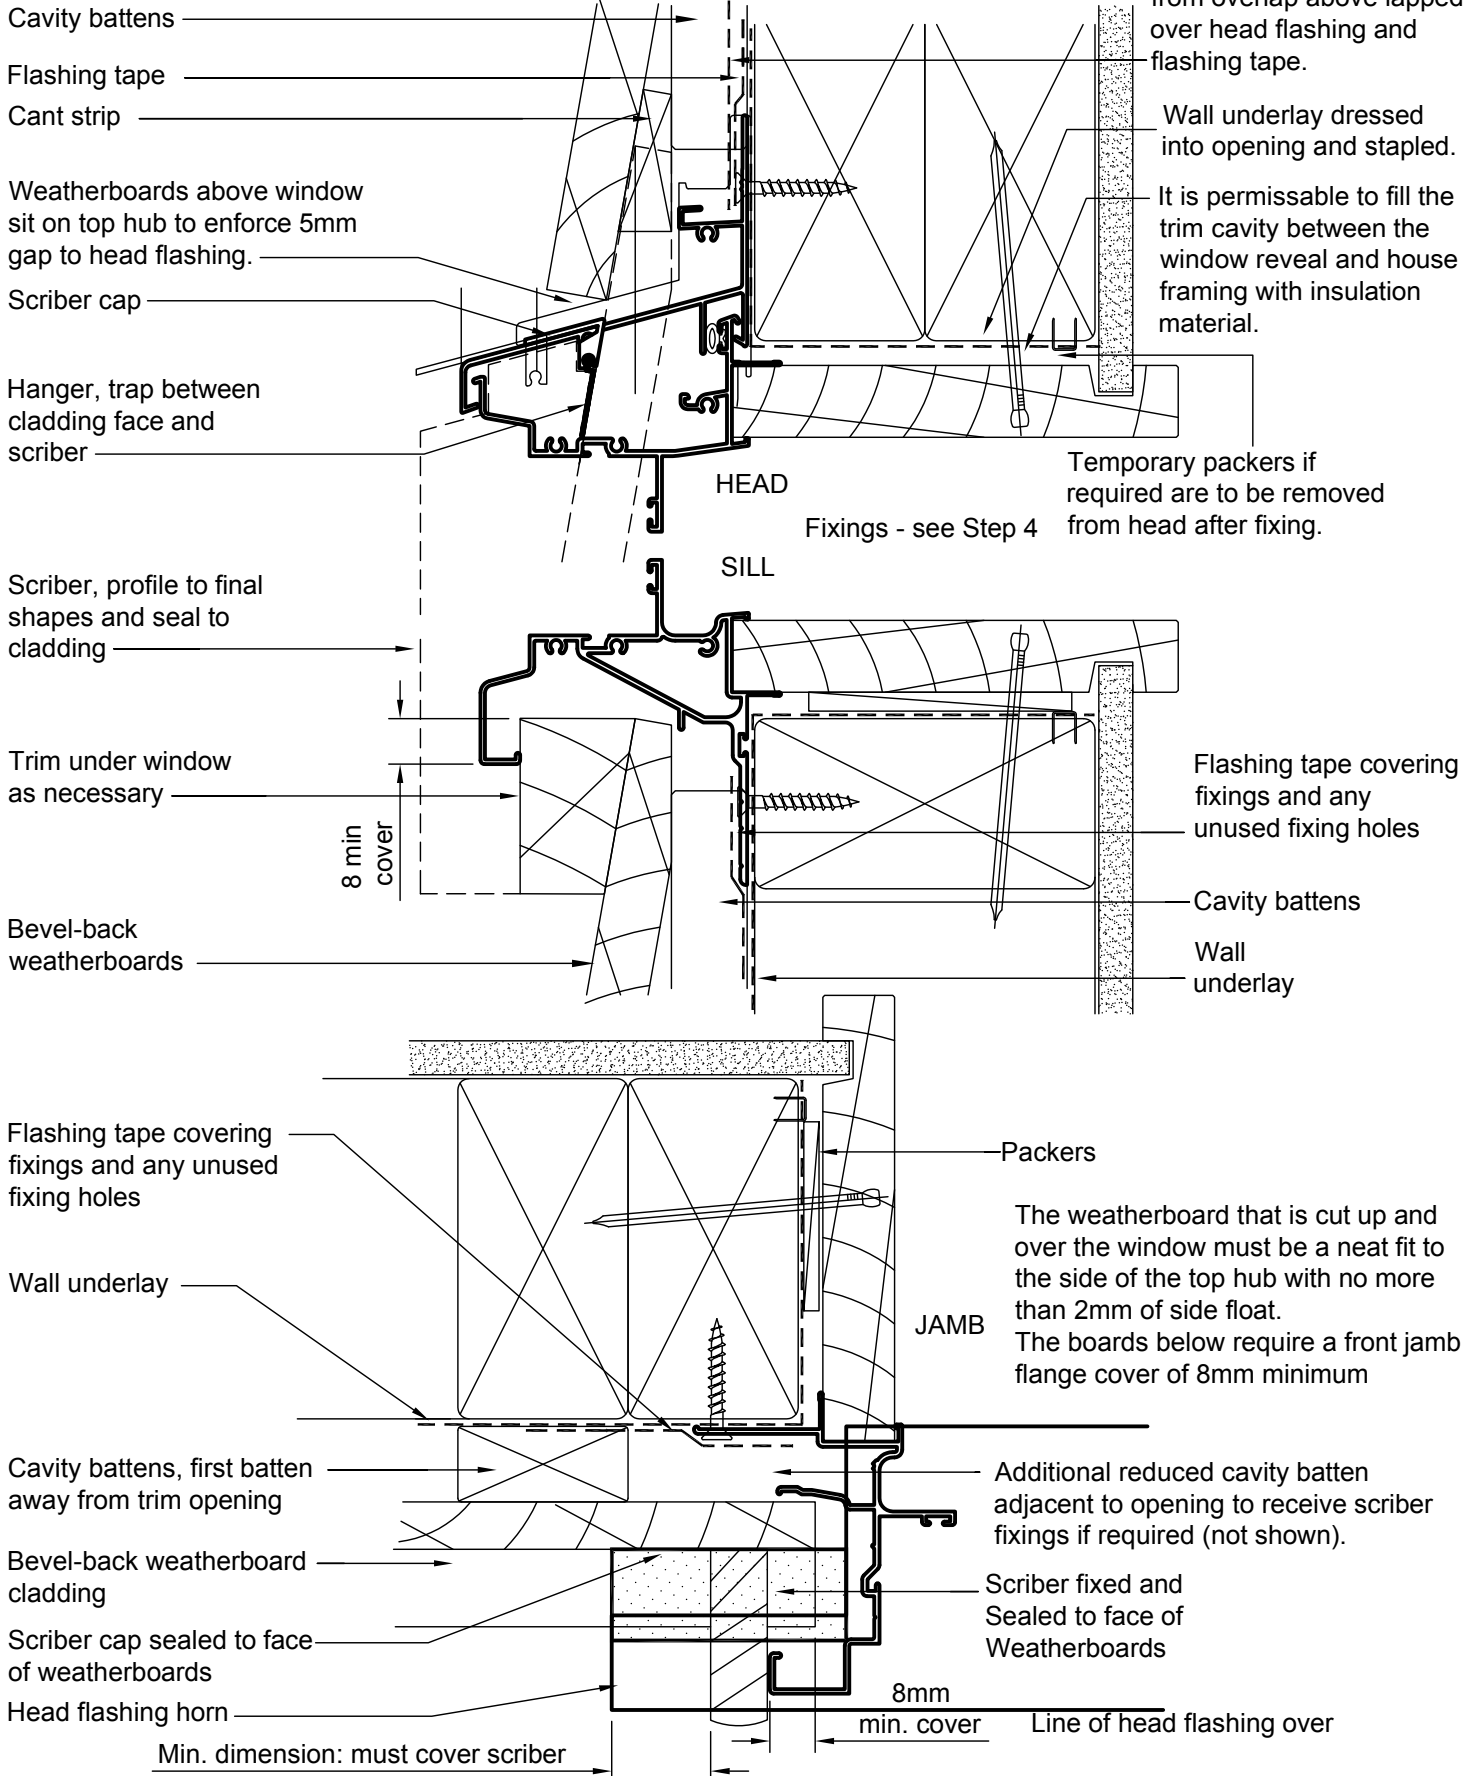 Cavity battens
Flashing tape
Cant strip
Weatherboards above window
sit on top hub to enforce 5mm
gap to head flashing.
Scriber cap
Hanger, trap between
cladding face and
scriber
Scriber, profile to final
shapes and seal to
cladding
Trim under window
as necessary
8 min
cover
Bevel-back
weatherboards
from overlap above lapped
over head flashing and
flashing tape.
Wall underlay dressed
into opening and stapled.
It is permissable to fill the
trim cavity between the
window reveal and house
framing with insulation
material.
Temporary packers if
required are to be removed
from head after fixing.
HEAD
Fixings - see Step 4
SILL
Flashing tape covering
fixings and any
unused fixing holes
Cavity battens
Wall
underlay
Flashing tape covering
fixings and any unused
fixing holes
Wall underlay
Cavity battens, first batten
away from trim opening
Bevel-back weatherboard
cladding
Scriber cap sealed to face
of weatherboards
Head flashing horn
Min. dimension: must cover scriber
Packers
The weatherboard that is cut up and
over the window must be a neat fit to
the side of the top hub with no more
than 2mm of side float.
The boards below require a front jamb
flange cover of 8mm minimum
JAMB
Additional reduced cavity batten
adjacent to opening to receive scriber
fixings if required (not shown).
Scriber fixed and
Sealed to face of
Weatherboards
8mm
min. cover
Line of head flashing over